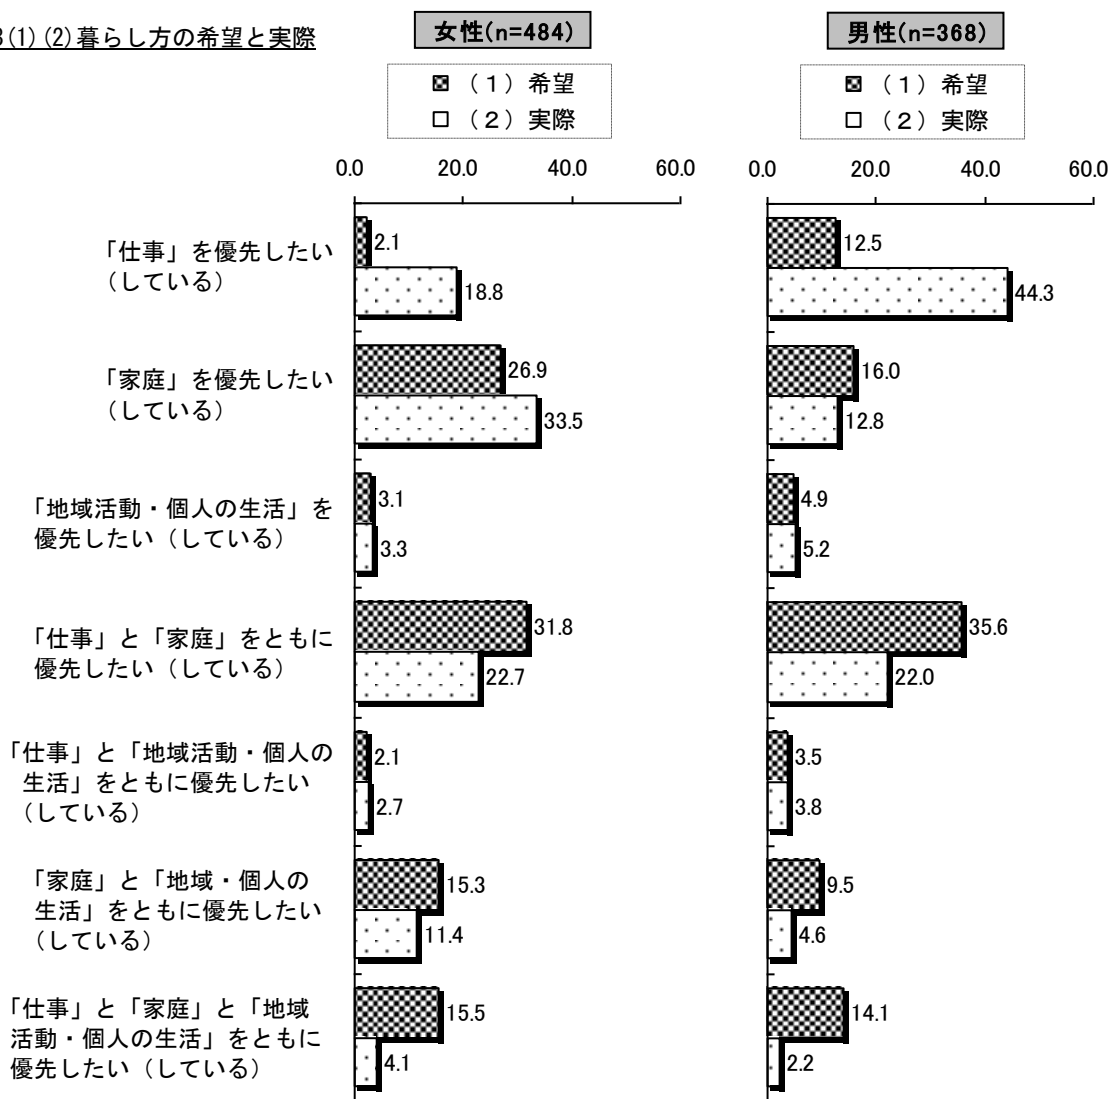 3(1)(2)暮らし方の希望と実際
女性(n=484)
(1)希望
(2)実際
0.0 20.0 40.0 60.0
男性(n=368)
(1)希望
(2)実際
0.0 20.0 40.0 60.0
「仕事」を優先したい
(している)
2.1
18.8
12.5
44.3
「家庭」を優先したい
(している)
26.9
33.5
16.0
12.8
「地域活動・個人の生活」を
優先したい(している)
3.1
3.3
4.9
5.2
「仕事」と「家庭」をともに
優先したい(している)
31.8
22.7
35.6
22.0
「仕事」と「地域活動・個人の
生活」をともに優先したい
(している)
2.1
2.7
3.5
3.8
「家庭」と「地域・個人の
生活」をともに優先したい
(している)
15.3
11.4
9.5
4.6
「仕事」と「家庭」と「地域
活動・個人の生活」をともに
優先したい(している)
15.5
4.1
14.1
2.2